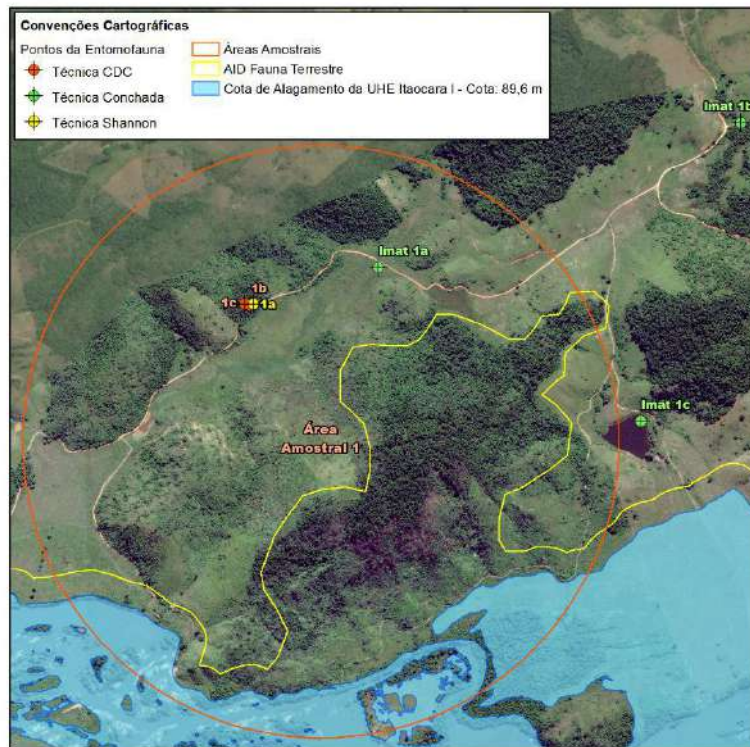 Convenções Cartográficas
Pontos da Entomofauna
Técnica CDC
Técnica Conchada
Técnica Shannon
Áreas Amostrais
AID Fauna Terrestre
Cota de Alagamento da UHE Itaocara I - Cota: 89,6 m
Imat 1b
Imat 1a
1b
1c 1a
Imat 1c
Área
Amostral 1